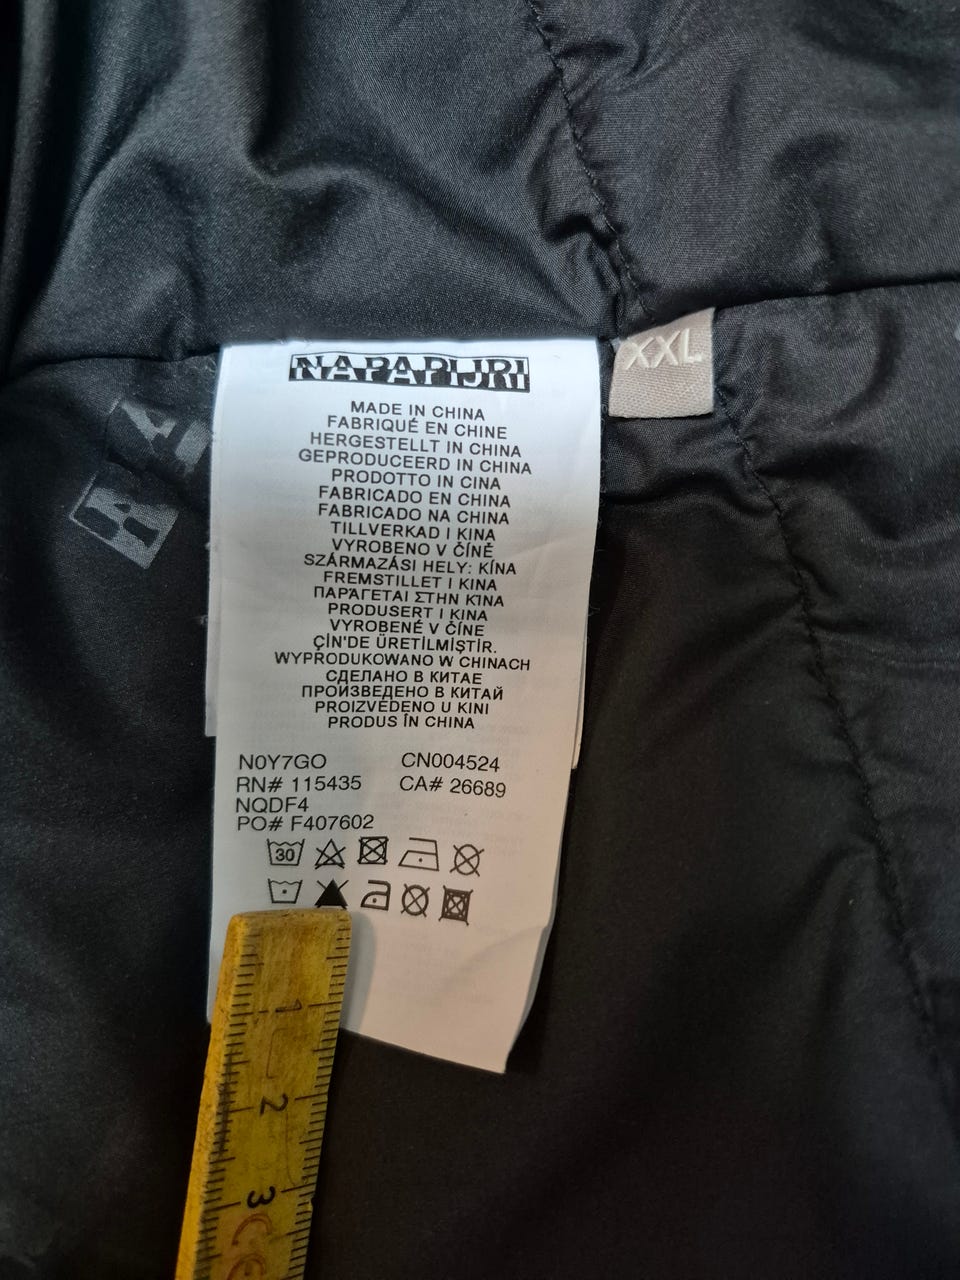 NAPAPIJRI
XXL
MADE IN CHINA
FABRIQUÉ EN CHINE
HERGESTELLT IN CHINA
GEPRODUCEERD IN CHINA
PRODOTTO IN CINA
FABRICADO EN CHINA
FABRICADO NA CHINA
TILLVERKAD I KINA
VYROBENO V ČÍNĚ
SZÁRMAZÁSI HELY: KÍNA
FREMSTILLET I KINA
ΠΑΡΑΓΕΤΑΙ ΣΤΗΝ ΚΊΝΑ
PRODUSERT I KINA
VYROBENÉ V ČÍNE
ÇİN'DE ÜRETİLMİŞTİR.
WYPRODUKOWANO W CHINACH
СДЕЛАНО В КИТАЕ
ПРОИЗВЕДЕНО В КИТАЙ
PROIZVEDENO U KINI
PRODUS ÎN CHINA
N0Y7GO CN004524
RN# 115435 CA# 26689
NQDF4
PO# F407602
30
1
2
3
CE